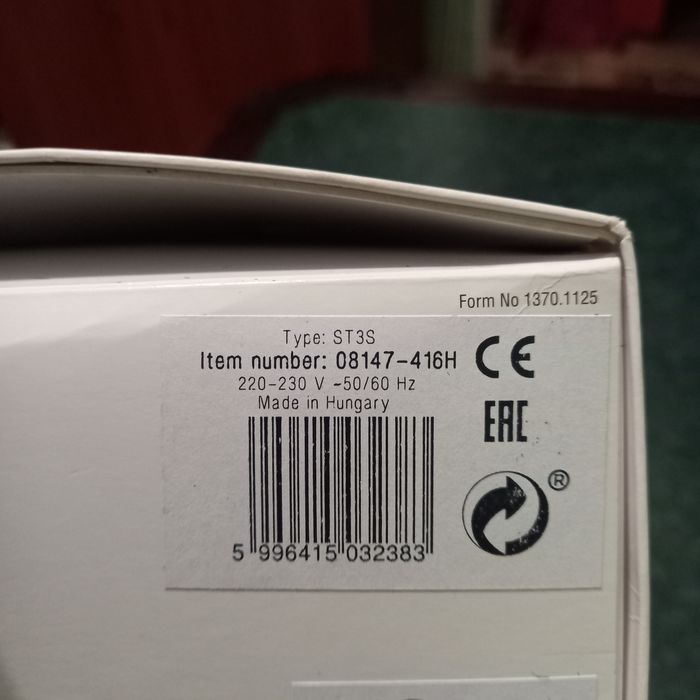 Form No 1370.1125
Type: ST3S
Item number: 08147-416H
220-230 V ~50/60 Hz
Made in Hungary
CE
EAC
®
5 996415 032383